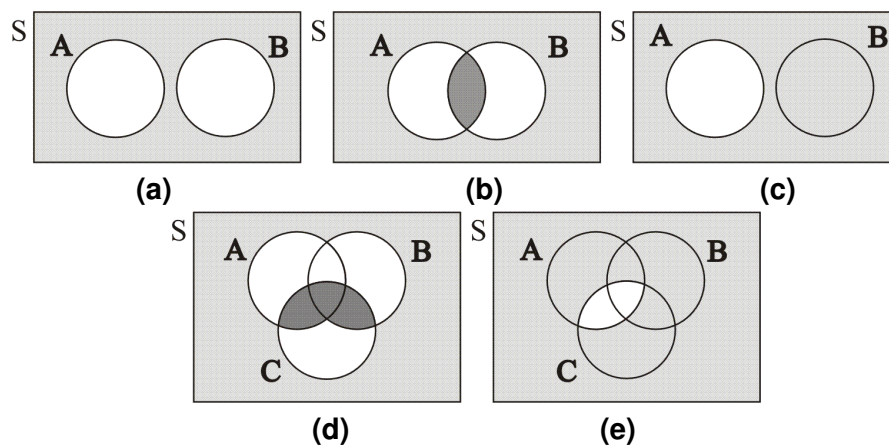 S A B S A B S A B
(a) (b) (c)
S A B S A B
C C
(d) (e)